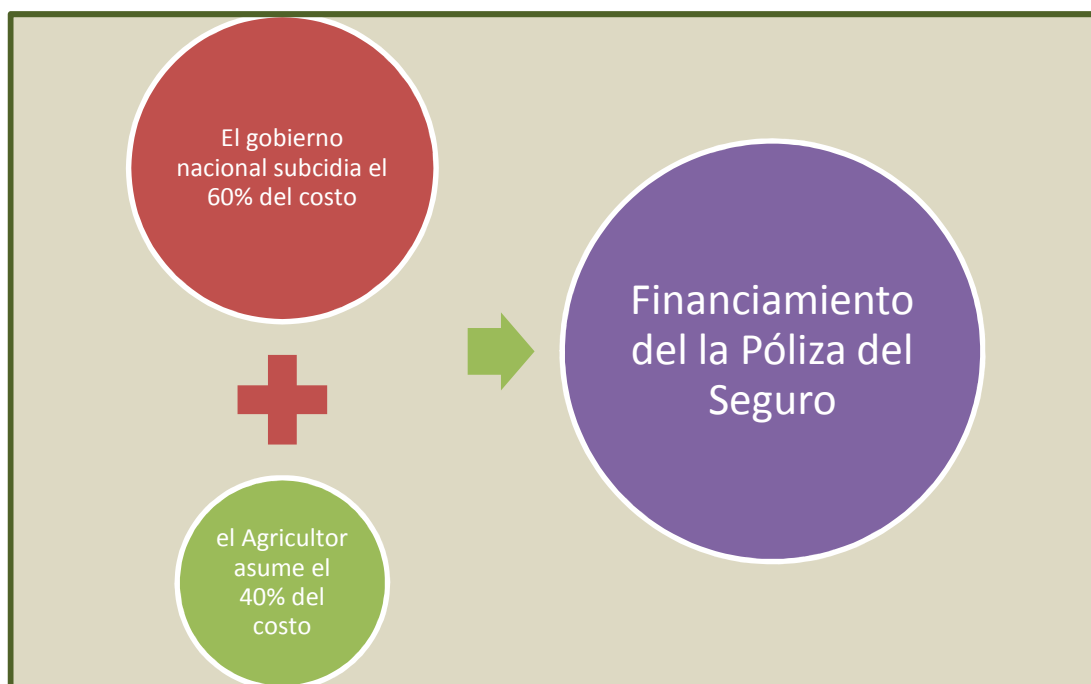 El gobierno
nacional subcidia el
60% del costo
el Agricultor
asume el
40% del
costo
Financiamiento
del la Póliza del
Seguro